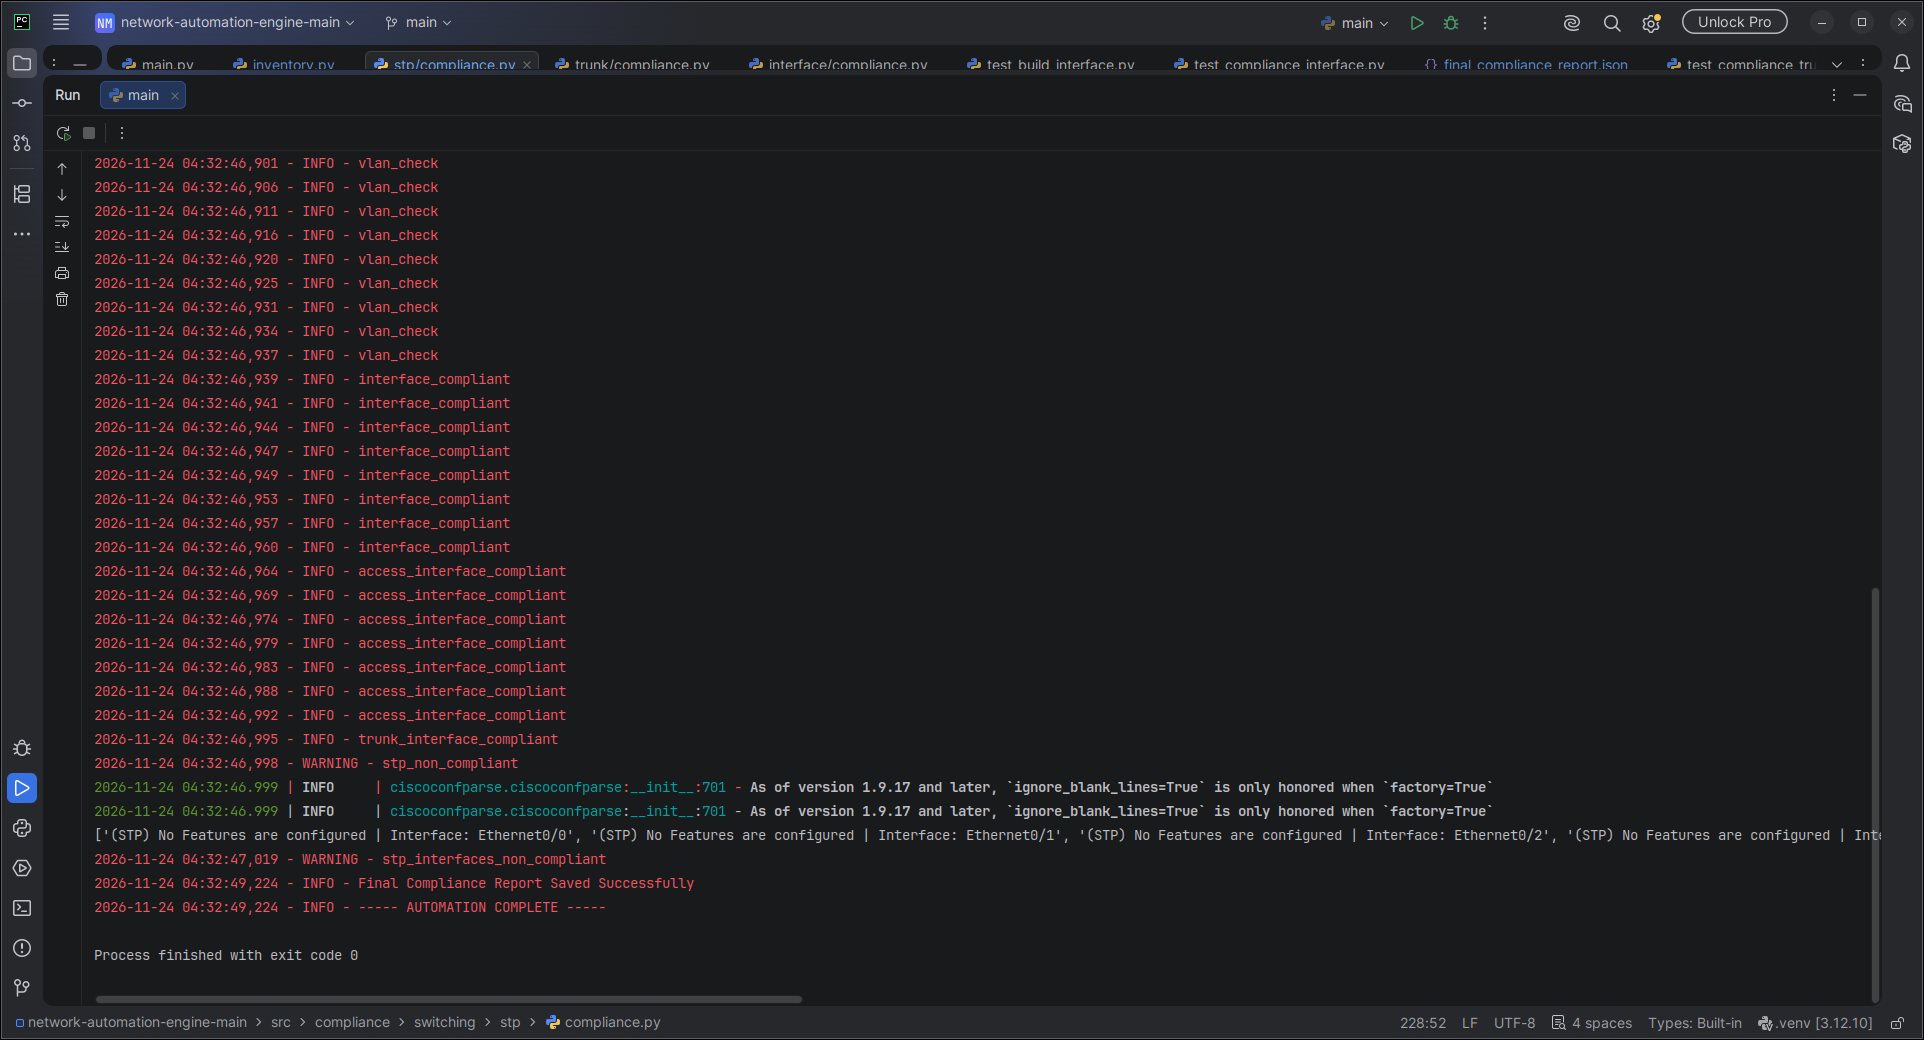 PC NM network-automation-engine-main main main Unlock Pro
main.py inventory.py stp/compliance.py trunk/compliance.py interface/compliance.py test_build_interface.py test_compliance_interface.py {} final_compliance_report.json test_compliance_tru
Run main
2026-11-24 04:32:46,901 - INFO - vlan_check
2026-11-24 04:32:46,906 - INFO - vlan_check
2026-11-24 04:32:46,911 - INFO - vlan_check
2026-11-24 04:32:46,916 - INFO - vlan_check
2026-11-24 04:32:46,920 - INFO - vlan_check
2026-11-24 04:32:46,925 - INFO - vlan_check
2026-11-24 04:32:46,931 - INFO - vlan_check
2026-11-24 04:32:46,934 - INFO - vlan_check
2026-11-24 04:32:46,937 - INFO - vlan_check
2026-11-24 04:32:46,939 - INFO - interface_compliant
2026-11-24 04:32:46,941 - INFO - interface_compliant
2026-11-24 04:32:46,944 - INFO - interface_compliant
2026-11-24 04:32:46,947 - INFO - interface_compliant
2026-11-24 04:32:46,949 - INFO - interface_compliant
2026-11-24 04:32:46,953 - INFO - interface_compliant
2026-11-24 04:32:46,957 - INFO - interface_compliant
2026-11-24 04:32:46,960 - INFO - interface_compliant
2026-11-24 04:32:46,964 - INFO - access_interface_compliant
2026-11-24 04:32:46,969 - INFO - access_interface_compliant
2026-11-24 04:32:46,974 - INFO - access_interface_compliant
2026-11-24 04:32:46,979 - INFO - access_interface_compliant
2026-11-24 04:32:46,983 - INFO - access_interface_compliant
2026-11-24 04:32:46,988 - INFO - access_interface_compliant
2026-11-24 04:32:46,992 - INFO - access_interface_compliant
2026-11-24 04:32:46,995 - INFO - trunk_interface_compliant
2026-11-24 04:32:46,998 - WARNING - stp_non_compliant
2026-11-24 04:32:46.999 | INFO     | ciscoconfparse.ciscoconfparse:__init__:701 - As of version 1.9.17 and later, `ignore_blank_lines=True` is only honored when `factory=True`
2026-11-24 04:32:46.999 | INFO     | ciscoconfparse.ciscoconfparse:__init__:701 - As of version 1.9.17 and later, `ignore_blank_lines=True` is only honored when `factory=True`
['(STP) No Features are configured | Interface: Ethernet0/0', '(STP) No Features are configured | Interface: Ethernet0/1', '(STP) No Features are configured | Interface: Ethernet0/2', '(STP) No Features are configured | Inte
2026-11-24 04:32:47,019 - WARNING - stp_interfaces_non_compliant
2026-11-24 04:32:49,224 - INFO - Final Compliance Report Saved Successfully
2026-11-24 04:32:49,224 - INFO - ----- AUTOMATION COMPLETE -----
Process finished with exit code 0
network-automation-engine-main > src > compliance > switching > stp > compliance.py 228:52 LF UTF-8 4 spaces Types: Built-in .venv [3.12.10]